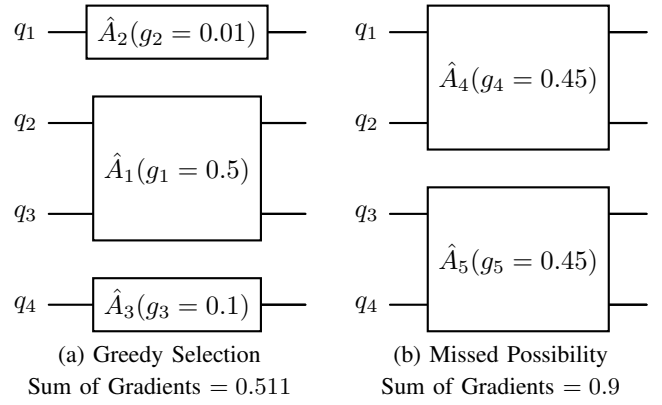 q₁ Â₂(g₂ = 0.01)
q₂
Â₁(g₁ = 0.5)
q₃
q₄ Â₃(g₃ = 0.1)
(a) Greedy Selection
Sum of Gradients = 0.511
q₁
Â₄(g₄ = 0.45)
q₂
q₃
Â₅(g₅ = 0.45)
q₄
(b) Missed Possibility
Sum of Gradients = 0.9